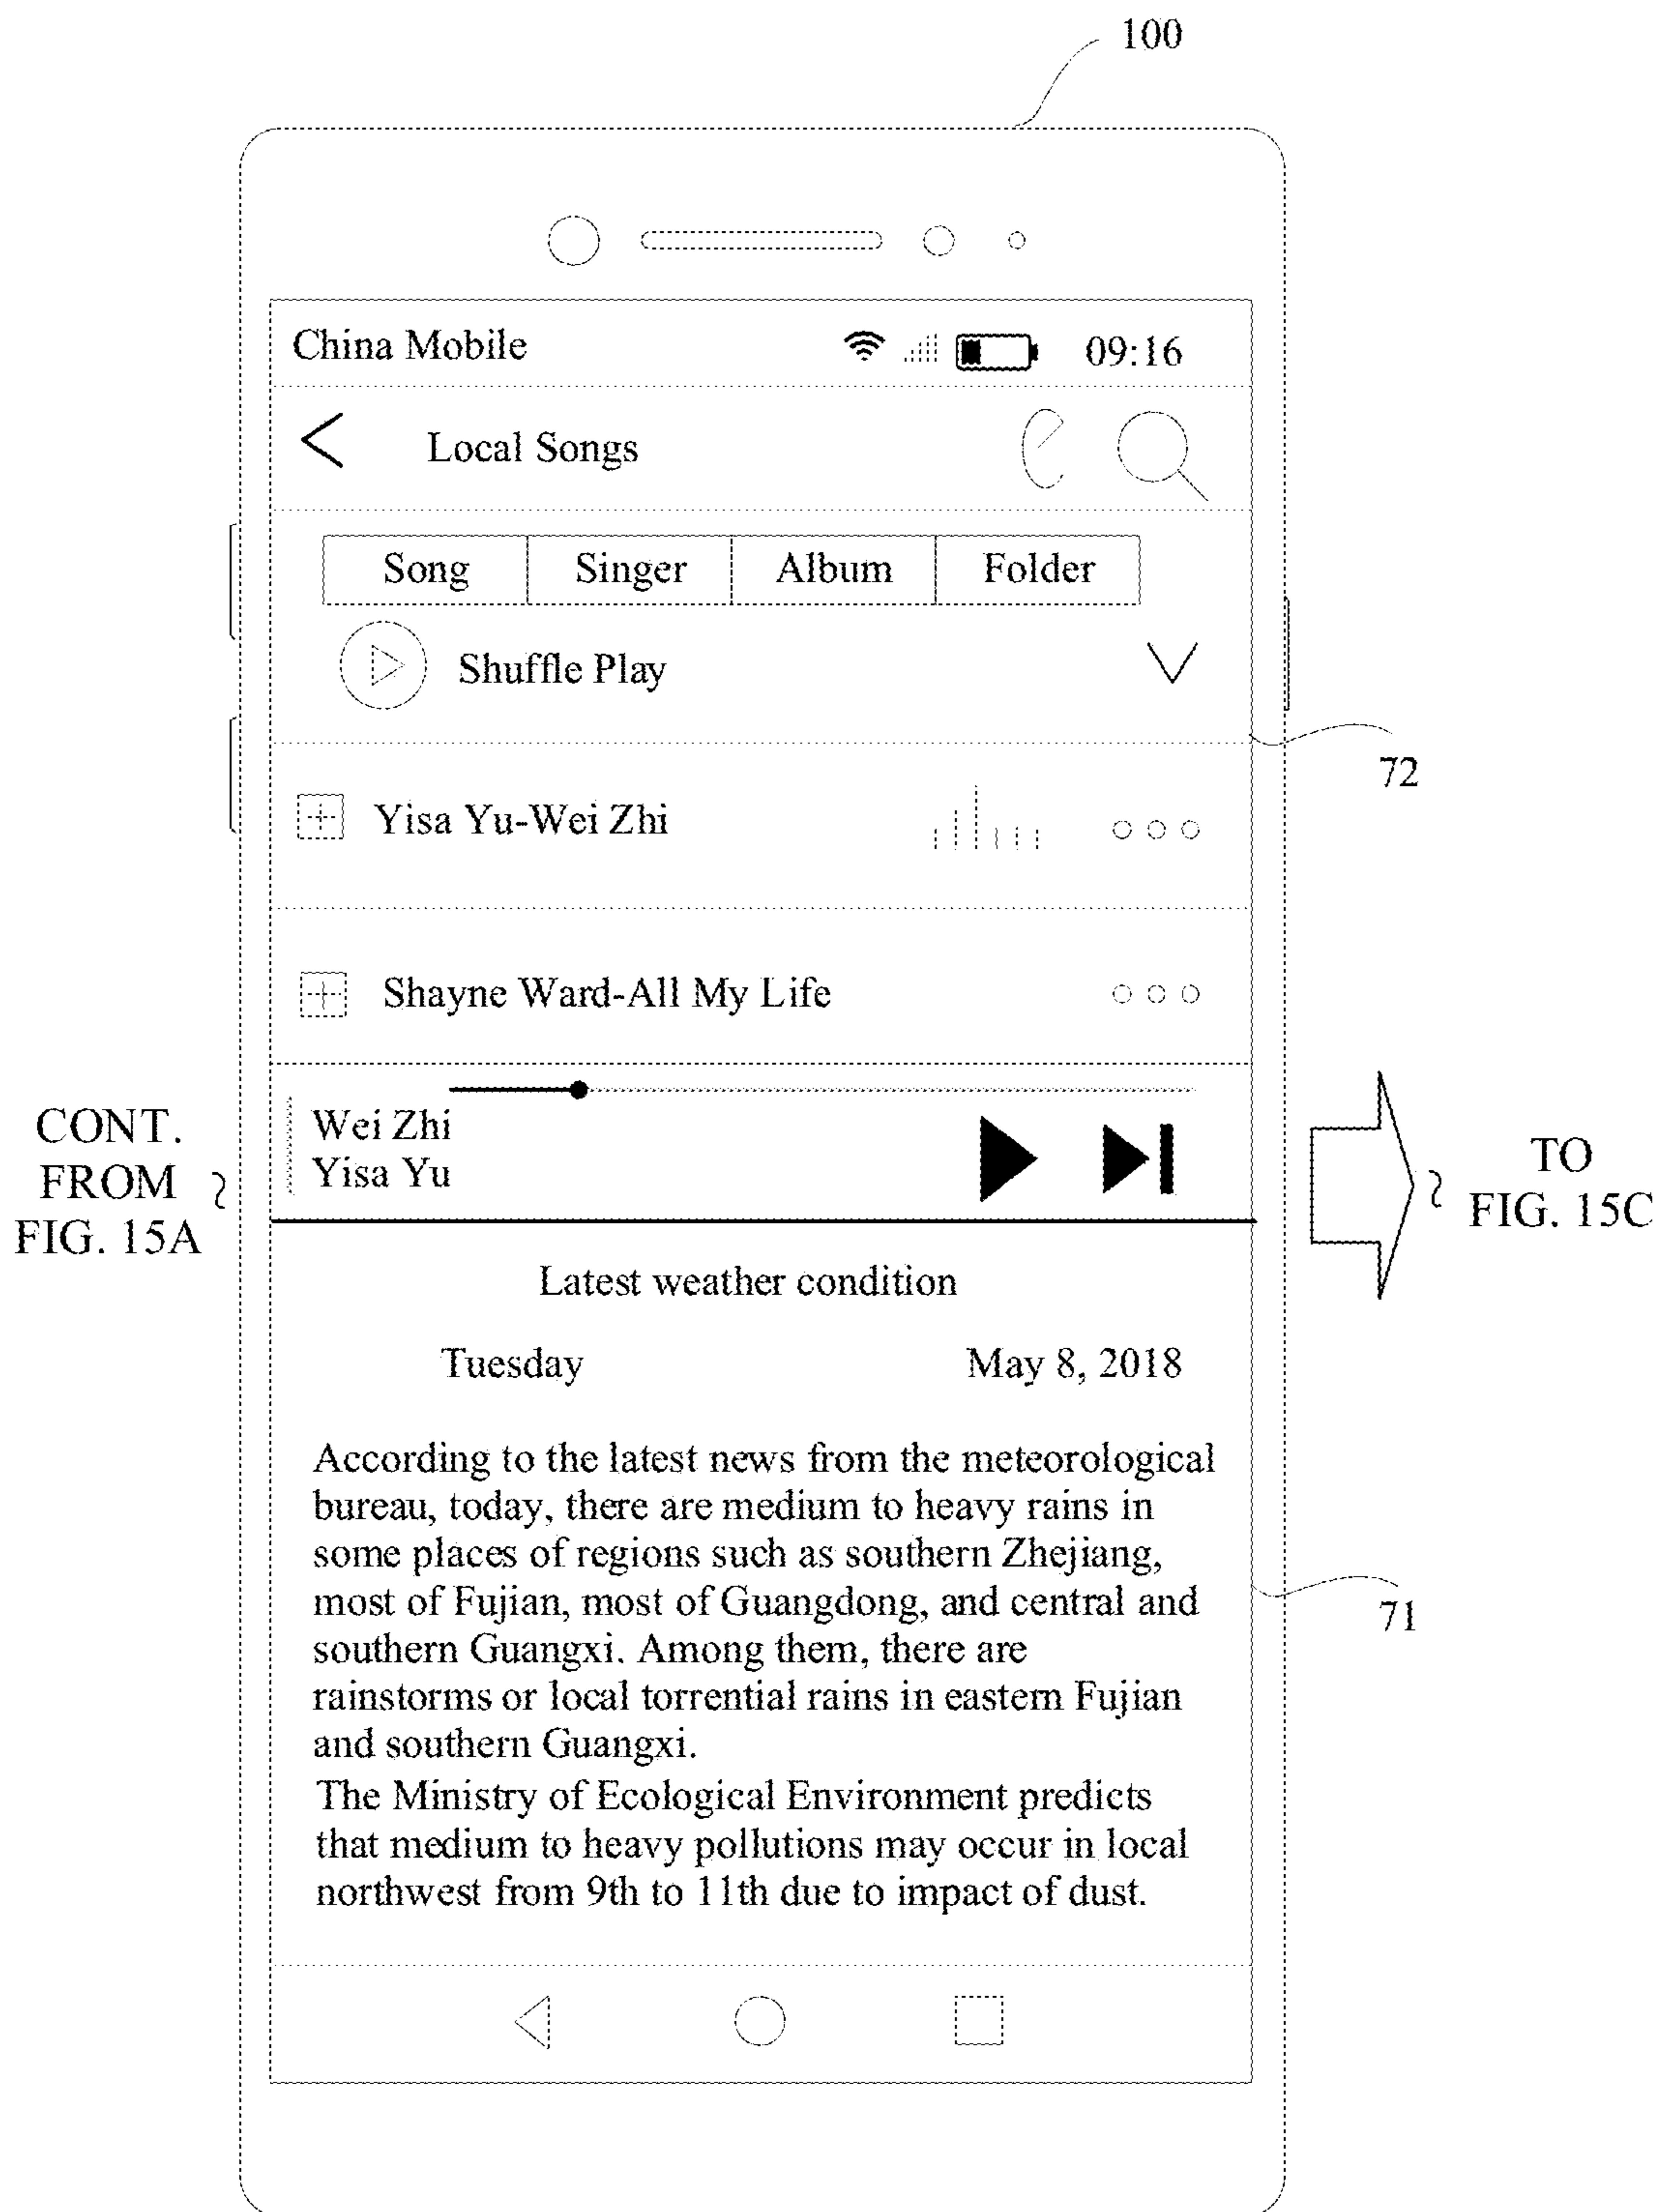 100
China Mobile 09:16
Local Songs
Song Singer Album Folder
Shuffle Play
72
Yisa Yu-Wei Zhi
Shayne Ward-All My Life
Wei Zhi
Yisa Yu
CONT.
FROM
FIG. 15A
TO
FIG. 15C
Latest weather condition
Tuesday May 8, 2018
According to the latest news from the meteorological
bureau, today, there are medium to heavy rains in
some places of regions such as southern Zhejiang,
most of Fujian, most of Guangdong, and central and
southern Guangxi. Among them, there are
rainstorms or local torrential rains in eastern Fujian
and southern Guangxi.
The Ministry of Ecological Environment predicts
that medium to heavy pollutions may occur in local
northwest from 9th to 11th due to impact of dust.
71